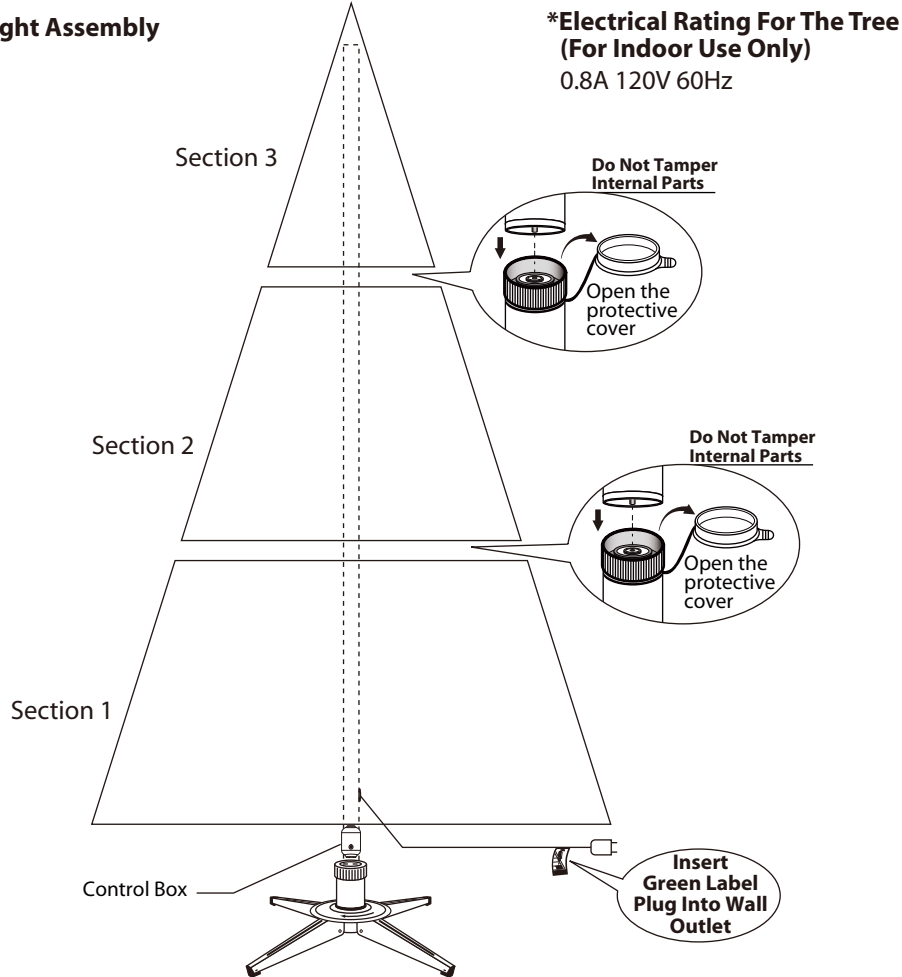 ght Assembly
*Electrical Rating For The Tree
(For Indoor Use Only)
0.8A 120V 60Hz
Section 3
Do Not Tamper
Internal Parts
Open the
protective
cover
Section 2
Do Not Tamper
Internal Parts
Open the
protective
cover
Section 1
Control Box
Insert
Green Label
Plug Into Wall
Outlet